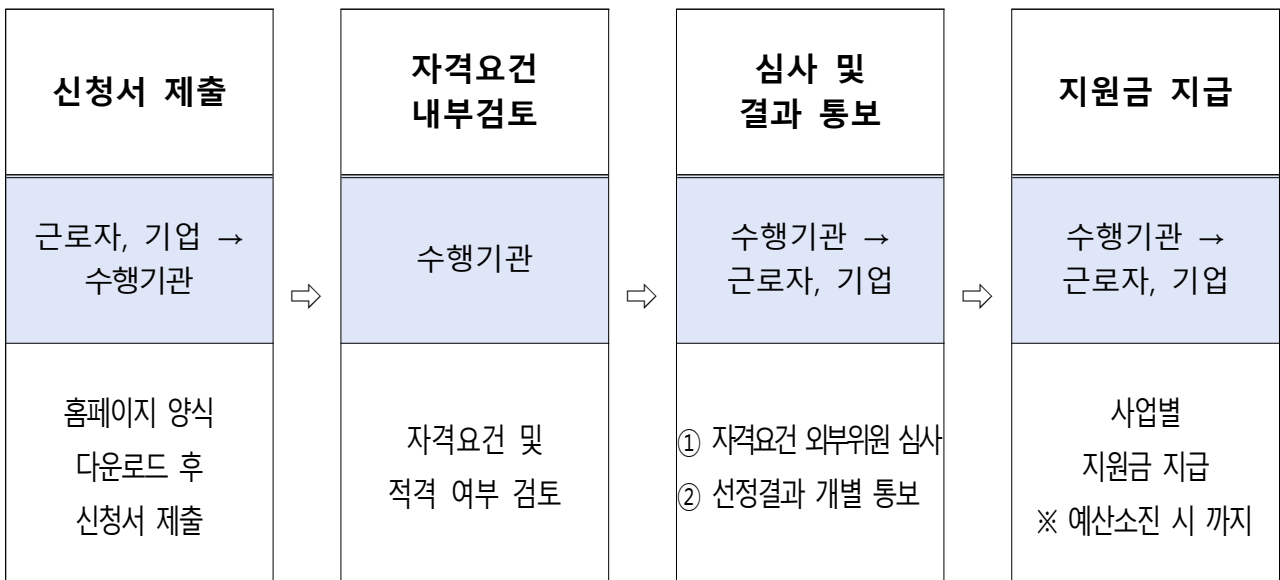 신청서 제출
근로자, 기업 →
수행기관
홈페이지 양식
다운로드 후
신청서 제출
⇨
자격요건
내부검토
수행기관
자격요건 및
적격 여부 검토
⇨
심사 및
결과 통보
수행기관 →
근로자, 기업
① 자격요건 외부위원 심사
② 선정결과 개별 통보
⇨
지원금 지급
수행기관 →
근로자, 기업
사업별
지원금 지급
※ 예산소진 시 까지